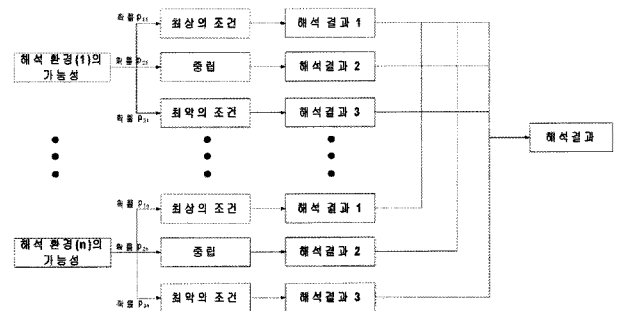 확률 P₁₁
최상의 조건
해석 결과 1
해석 환경(1)의
가능성
확률
중립
해석 결과 2
확률 P₃₁
최악의 조건
해석 결과 3
해석결과
확률
최상의 조건
해석 결과 1
해석 환경(n)의
가능성
확률
중립
해석 결과 2
확률
최악의 조건
해석 결과 3